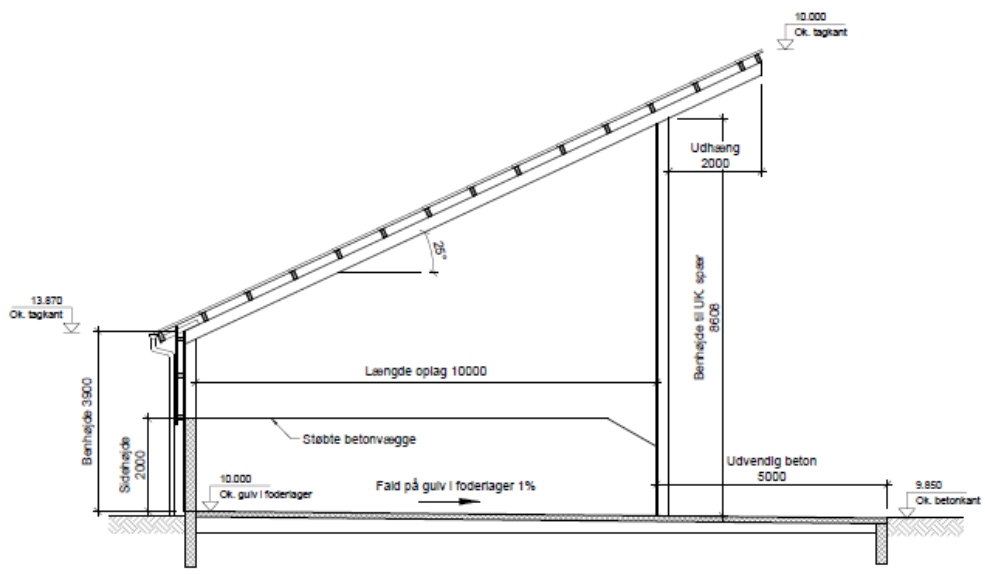 10.000
Ok. tagkant
Udhæng
2000
25°
13.870
Ok. tagkant
Benhøjde til UK. spær
8608
Længde oplag 10000
Benhøjde 3900
Sidehøjde
2000
Støbte betonvægge
Udvendig beton
5000
10.000
Ok. gulv i foderlager
Fald på gulv i foderlager 1%
9.850
Ok. betonkant